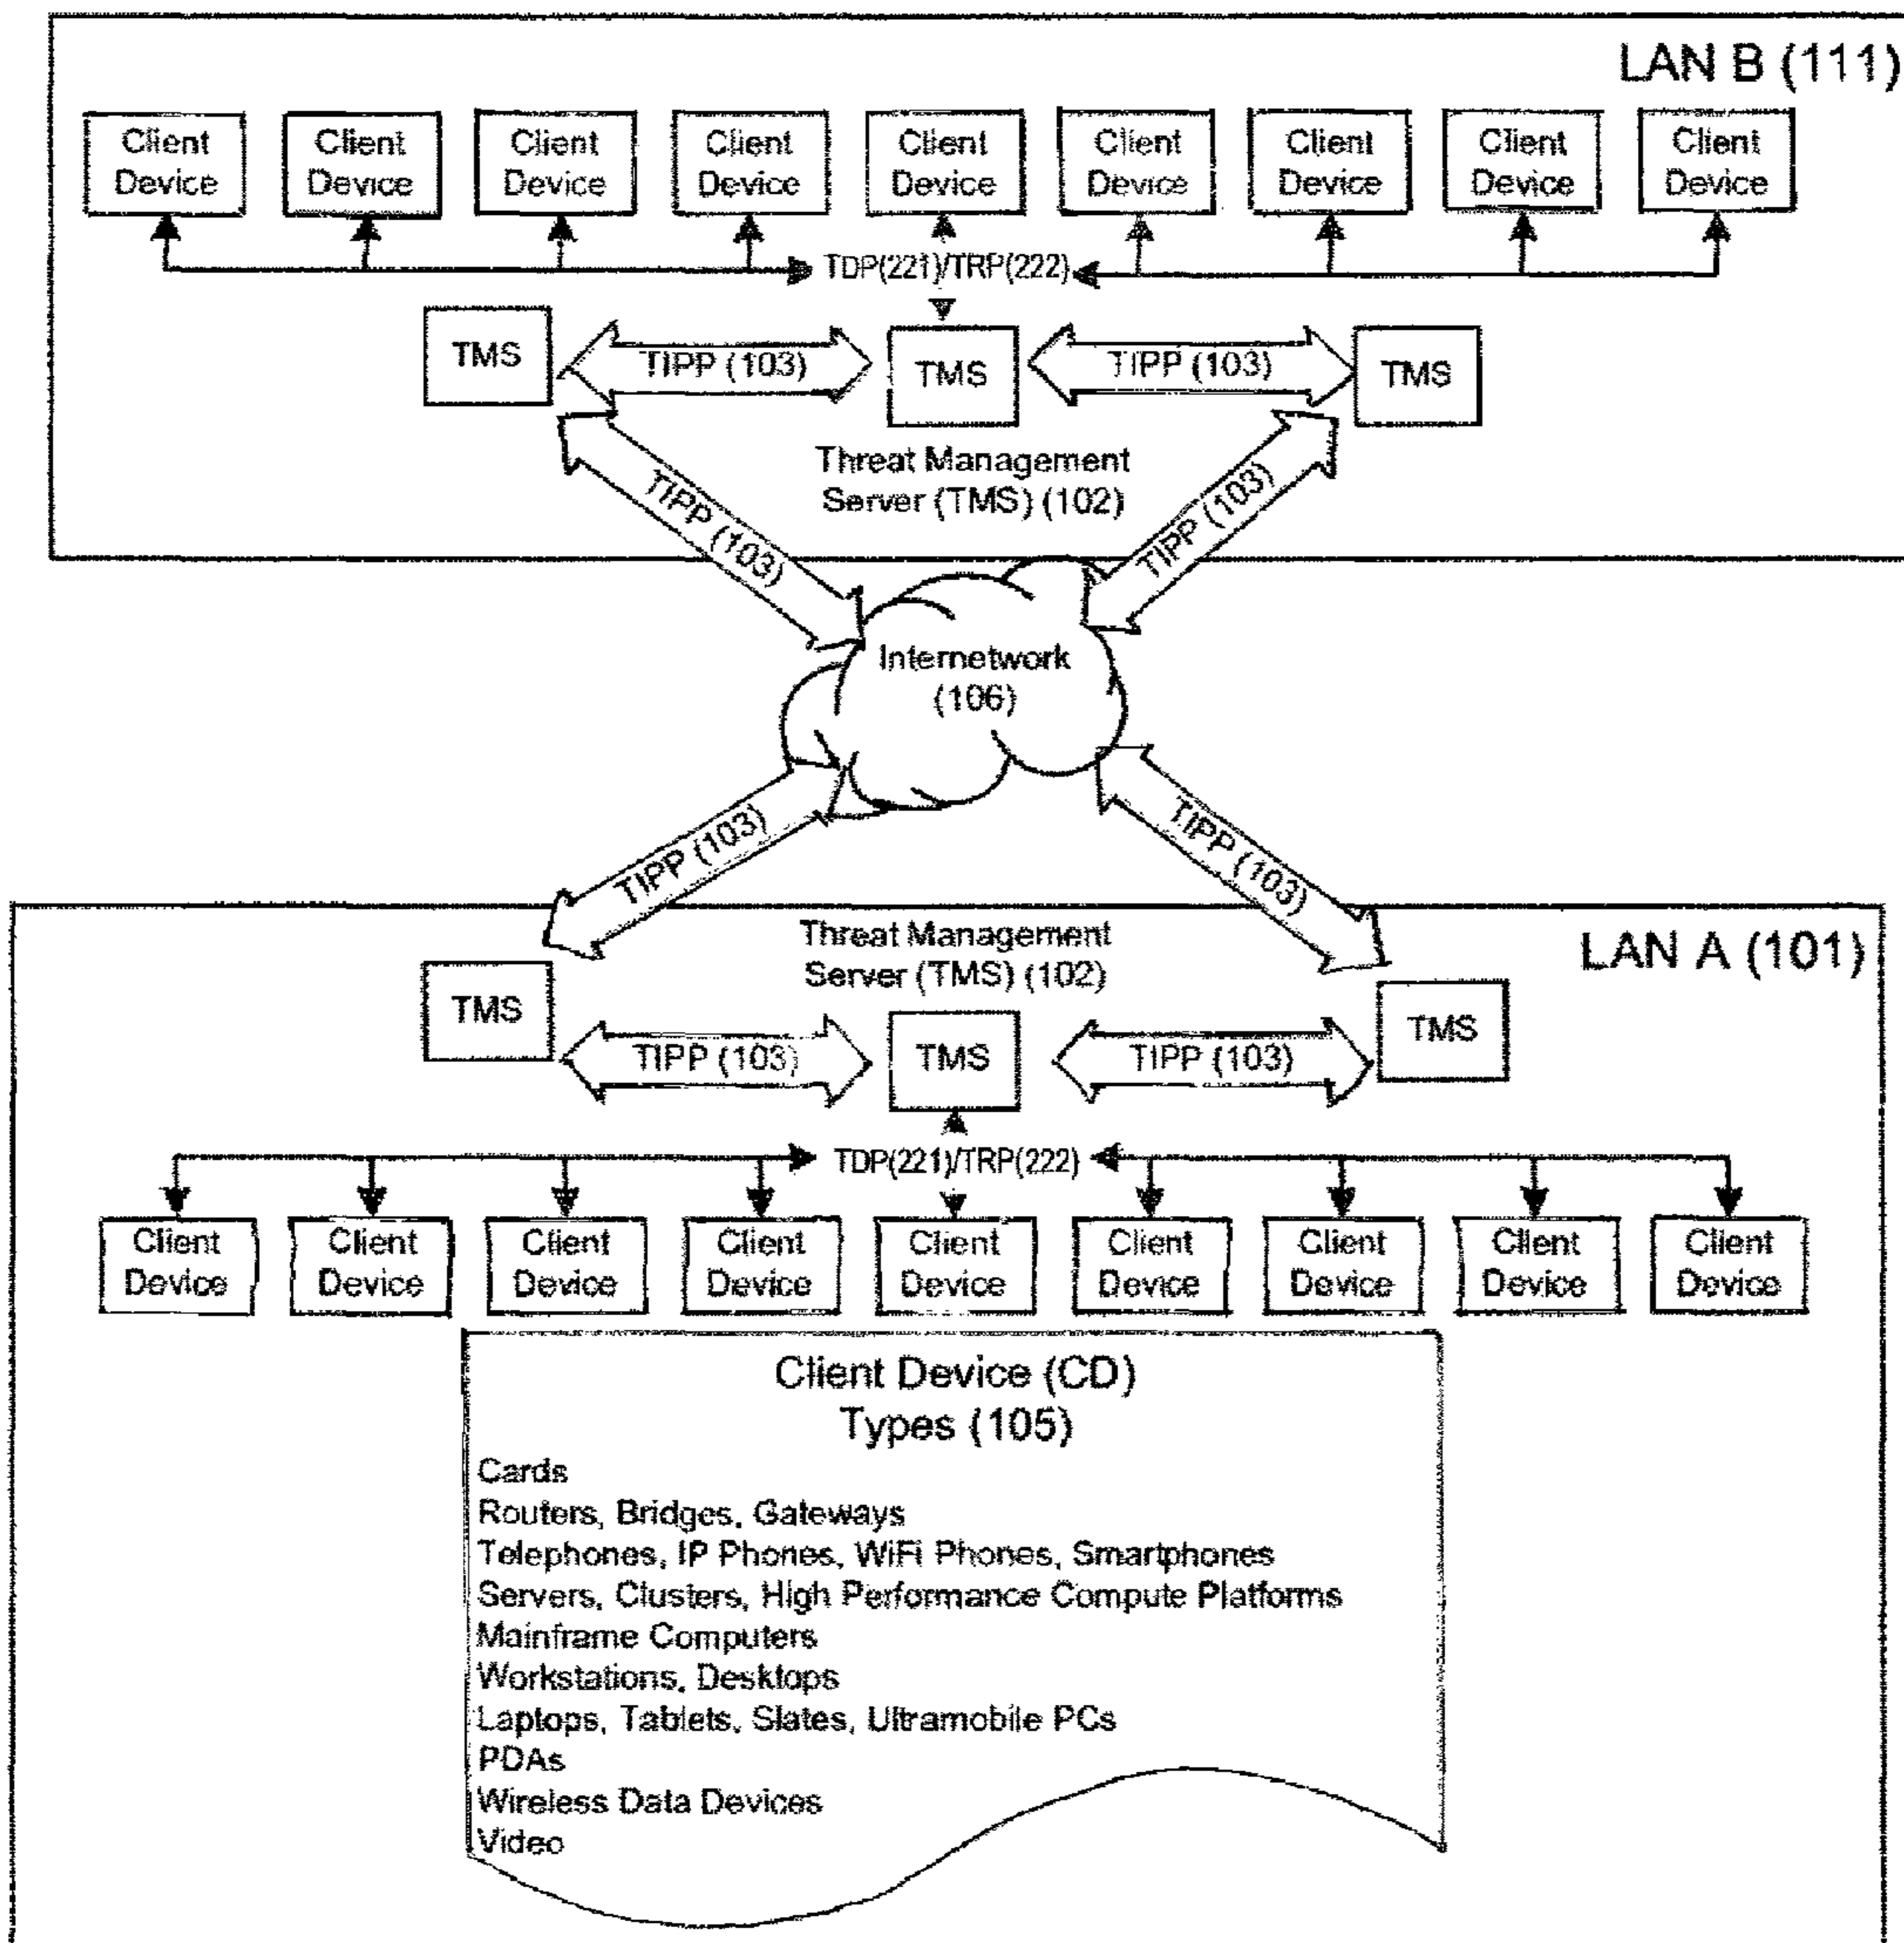 LAN B (111)
Client Device
Client Device
Client Device
Client Device
Client Device
Client Device
Client Device
Client Device
Client Device
TDP(221)/TRP(222)
TMS
TIPP (103)
TMS
TIPP (103)
TMS
Threat Management
Server (TMS) (102)
TIPP (103)
TIPP (103)
Internetwork
(106)
TIPP (103)
TIPP (103)
Threat Management
Server (TMS) (102)
LAN A (101)
TMS
TIPP (103)
TMS
TIPP (103)
TMS
TDP(221)/TRP(222)
Client Device
Client Device
Client Device
Client Device
Client Device
Client Device
Client Device
Client Device
Client Device
Client Device (CD)
Types (105)
Cards
Routers, Bridges, Gateways
Telephones, IP Phones, WiFi Phones, Smartphones
Servers, Clusters, High Performance Compute Platforms
Mainframe Computers
Workstations, Desktops
Laptops, Tablets, Slates, Ultramobile PCs
PDAs
Wireless Data Devices
Video